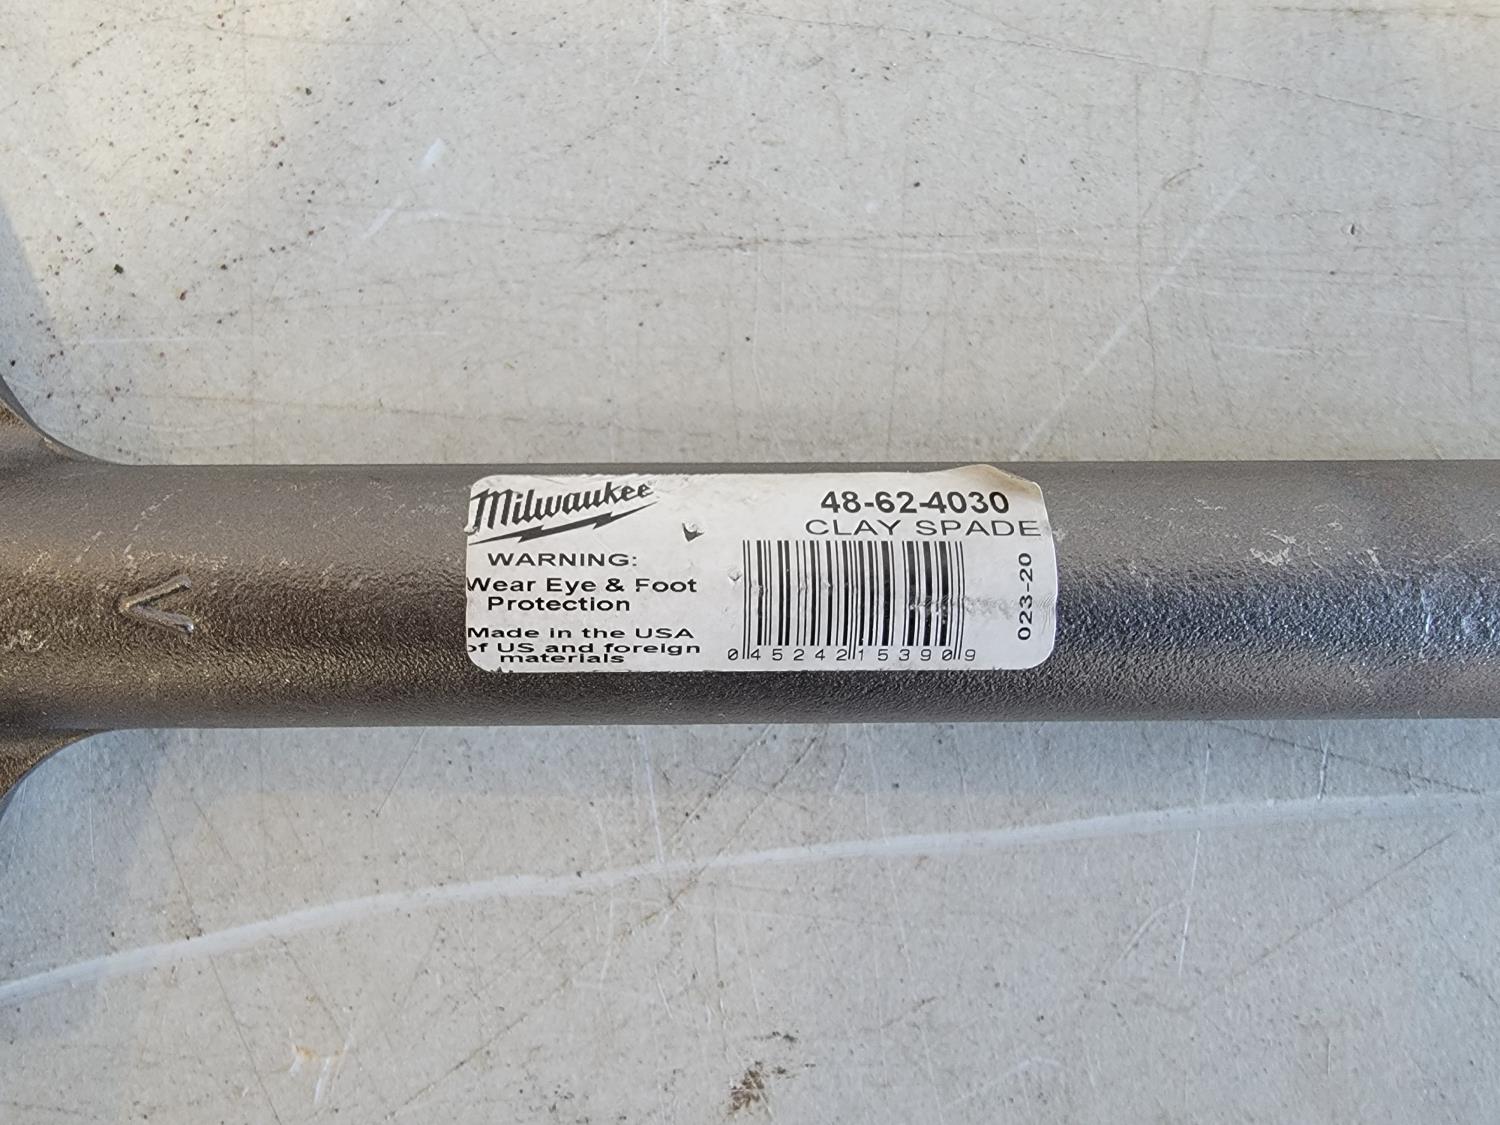 Milwaukee
WARNING:
Wear Eye & Foot
Protection
Made in the USA
of US and foreign
materials
48-62-4030
CLAY SPADE
0 45242 15390 9
023-20